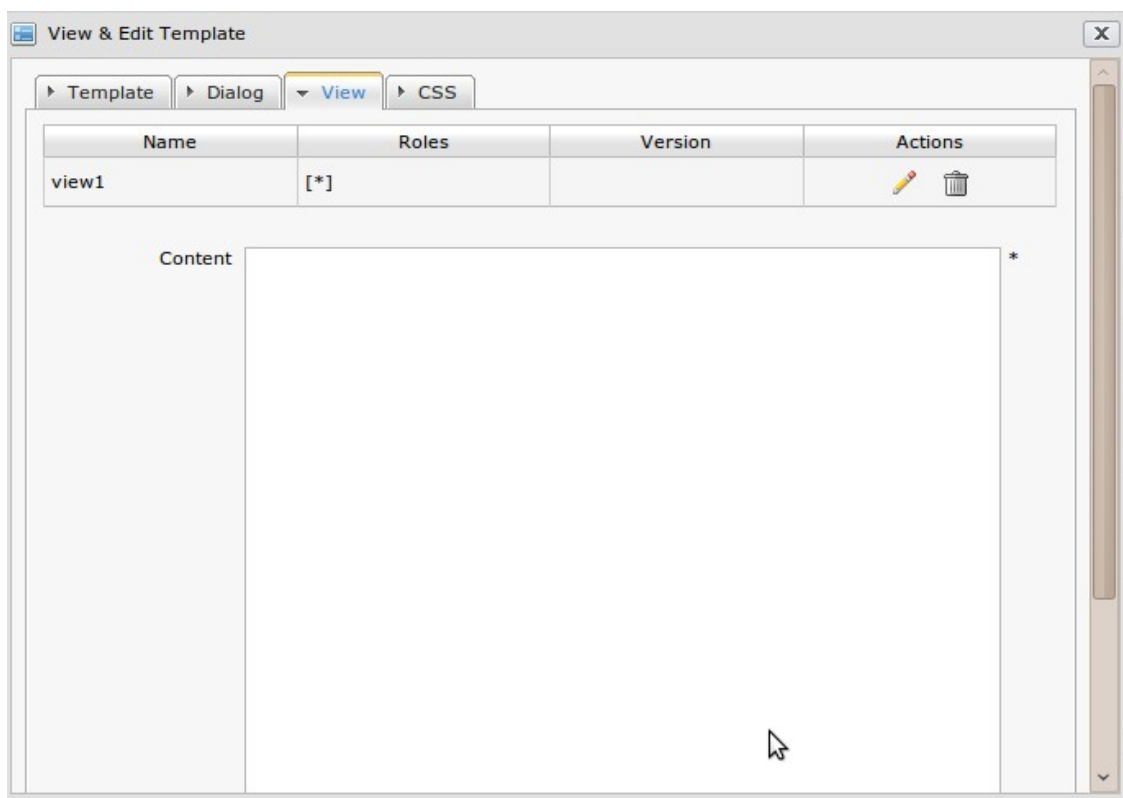 View & Edit Template
Template Dialog View CSS
Name Roles Version Actions
view1 [*]
Content *